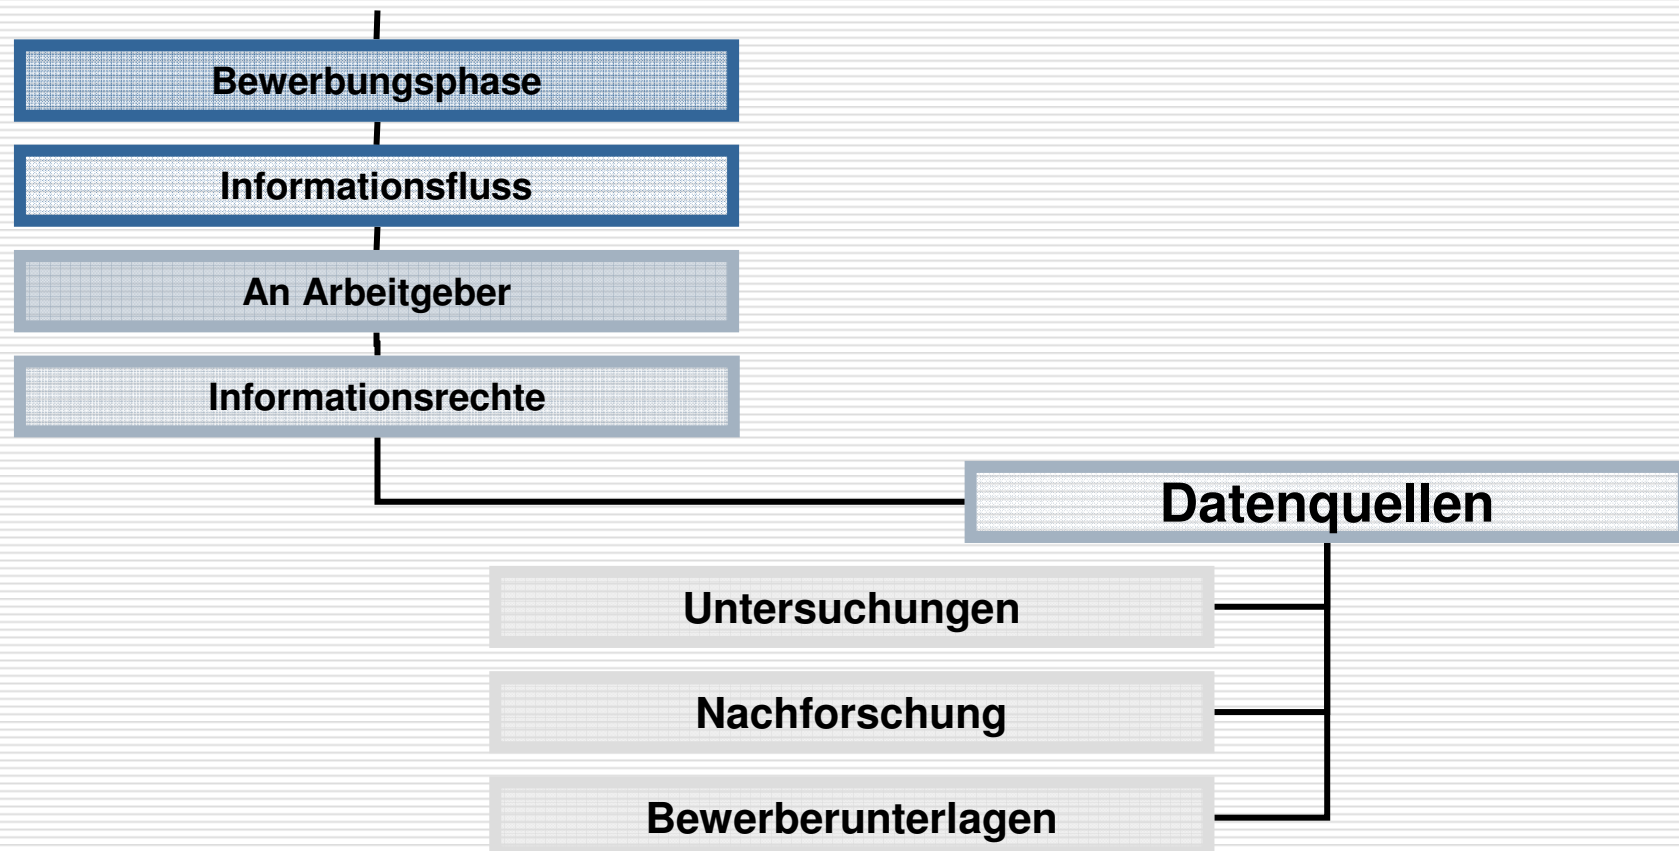 Bewerbungsphase
Informationsfluss
An Arbeitgeber
Informationsrechte
Datenquellen
Untersuchungen
Nachforschung
Bewerberunterlagen